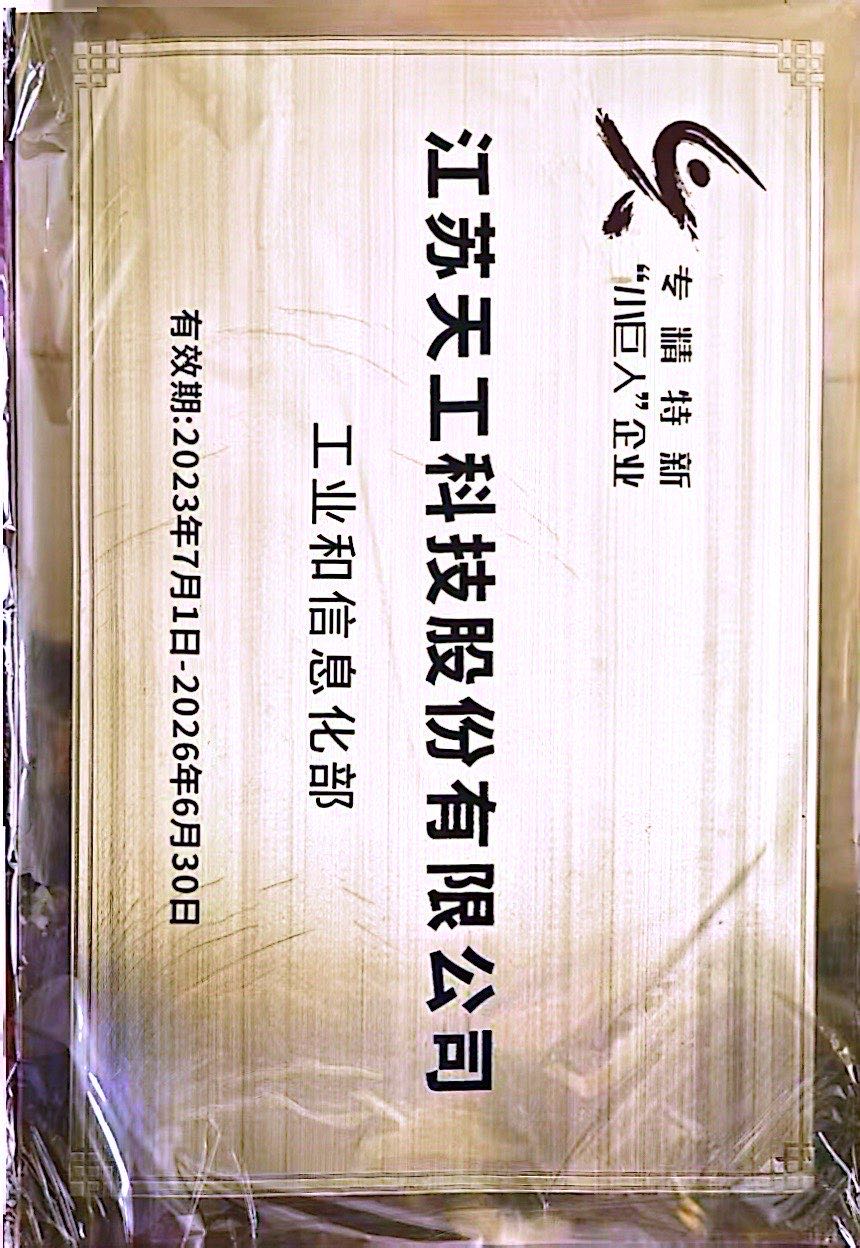 专精特新
“小巨人”企业
江苏天工科技股份有限公司
工业和信息化部
有效期:2023年7月1日-2026年6月30日